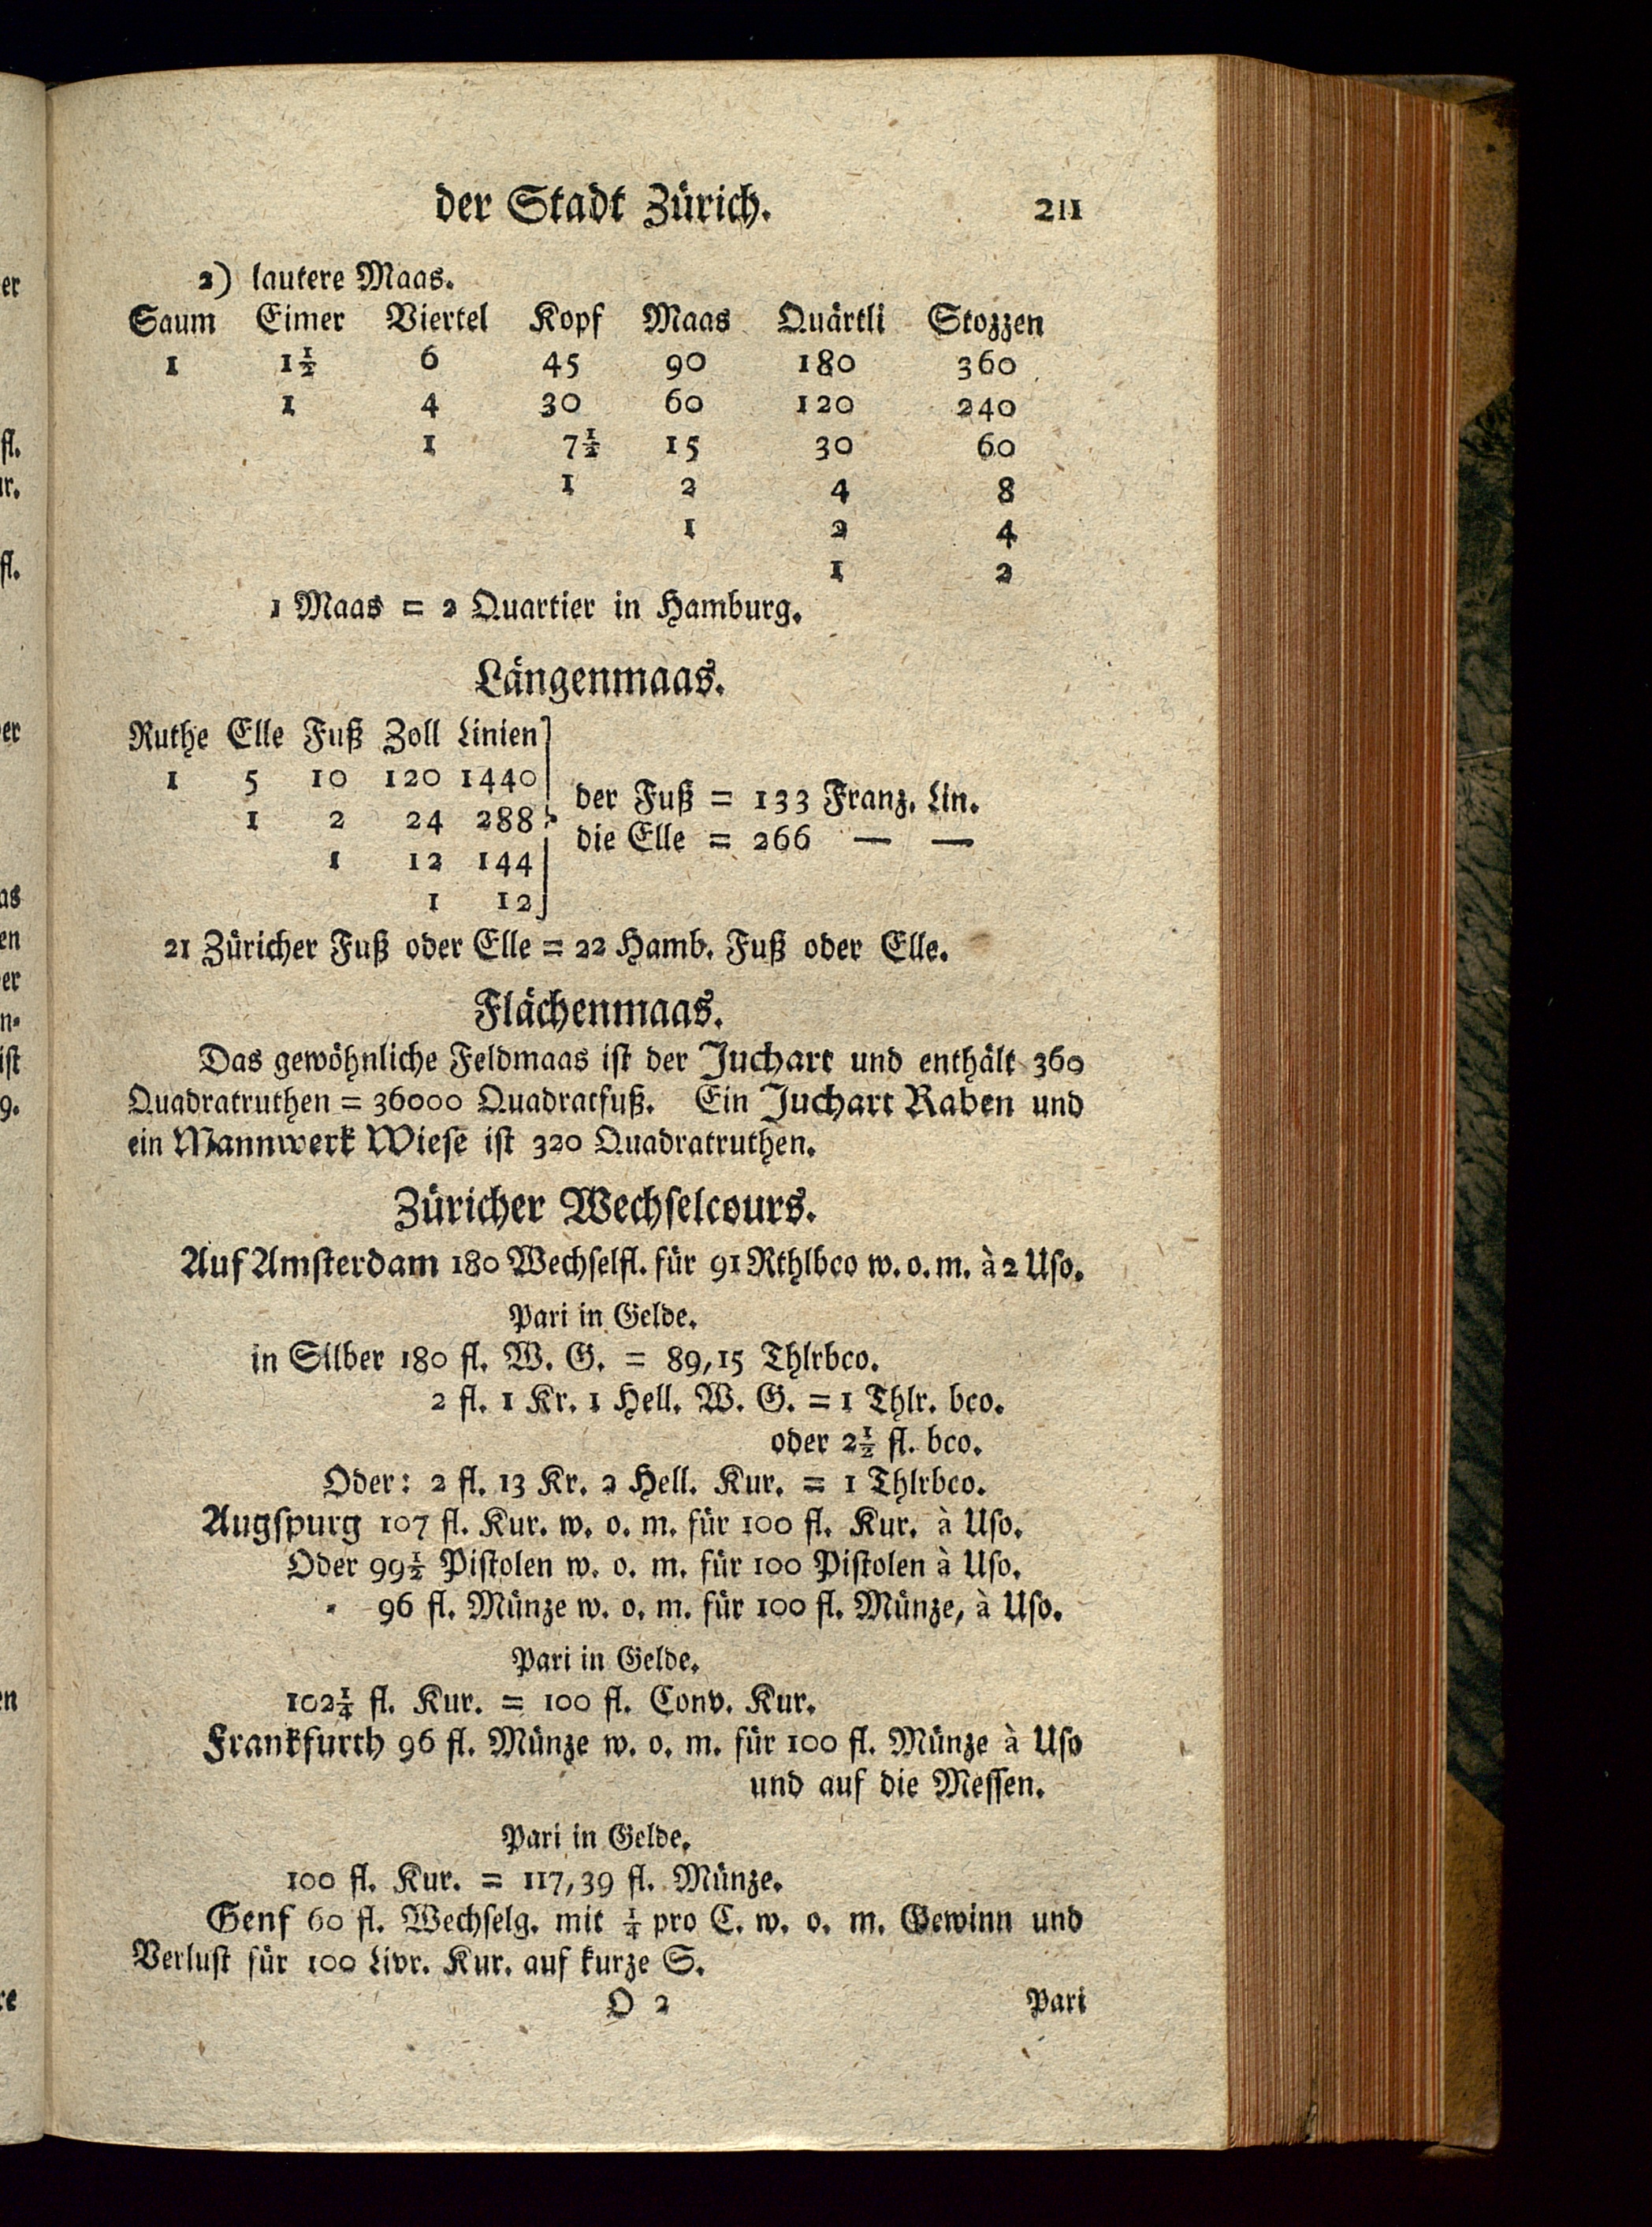 der Stadt Zürich. 211
2) lautere Maas.
Saum Eimer Viertel Kopf Maas Quärtli Stozzen
1 1½ 6 45 90 180 360
1 4 30 60 120 240
1 7½ 15 30 60
1 2 4 8
1 2 4
1 2
1 Maas = 2 Quartier in Hamburg.
Längenmaas.
Ruthe Elle Fuß Zoll Linien
1 5 10 120 1440
1 2 24 288
1 12 144
1 12
der Fuß = 133 Franz. Lin.
die Elle = 266 — —
21 Züricher Fuß oder Elle = 22 Hamb. Fuß oder Elle.
Flächenmaas.
Das gewöhnliche Feldmaas ist der Juchart und enthält 360
Quadratruthen = 36000 Quadratfuß. Ein Juchart Raben und
ein Mannwerk Wiese ist 320 Quadratruthen.
Züricher Wechselcours.
Auf Amsterdam 180 Wechselfl. für 91 Rthlbco w. o. m. à 2 Uso.
Pari in Gelde.
in Silber 180 fl. W. G. = 89,15 Thlrbco.
2 fl. 1 Kr. 1 Hell. W. G. = 1 Thlr. bco.
oder 2½ fl. bco.
Oder: 2 fl. 13 Kr. 2 Hell. Kur. = 1 Thlrbco.
Augspurg 107 fl. Kur. w. o. m. für 100 fl. Kur. à Uso.
Oder 99½ Pistolen w. o. m. für 100 Pistolen à Uso.
- 96 fl. Münze w. o. m. für 100 fl. Münze, à Uso.
Pari in Gelde.
102¼ fl. Kur. = 100 fl. Conv. Kur.
Frankfurth 96 fl. Münze w. o. m. für 100 fl. Münze à Uso
und auf die Messen.
Pari in Gelde.
100 fl. Kur. = 117,39 fl. Münze.
Genf 60 fl. Wechselg. mit ¼ pro C. w. o. m. Gewinn und
Verlust für 100 Livr. Kur. auf kurze S.
O 2 Pari